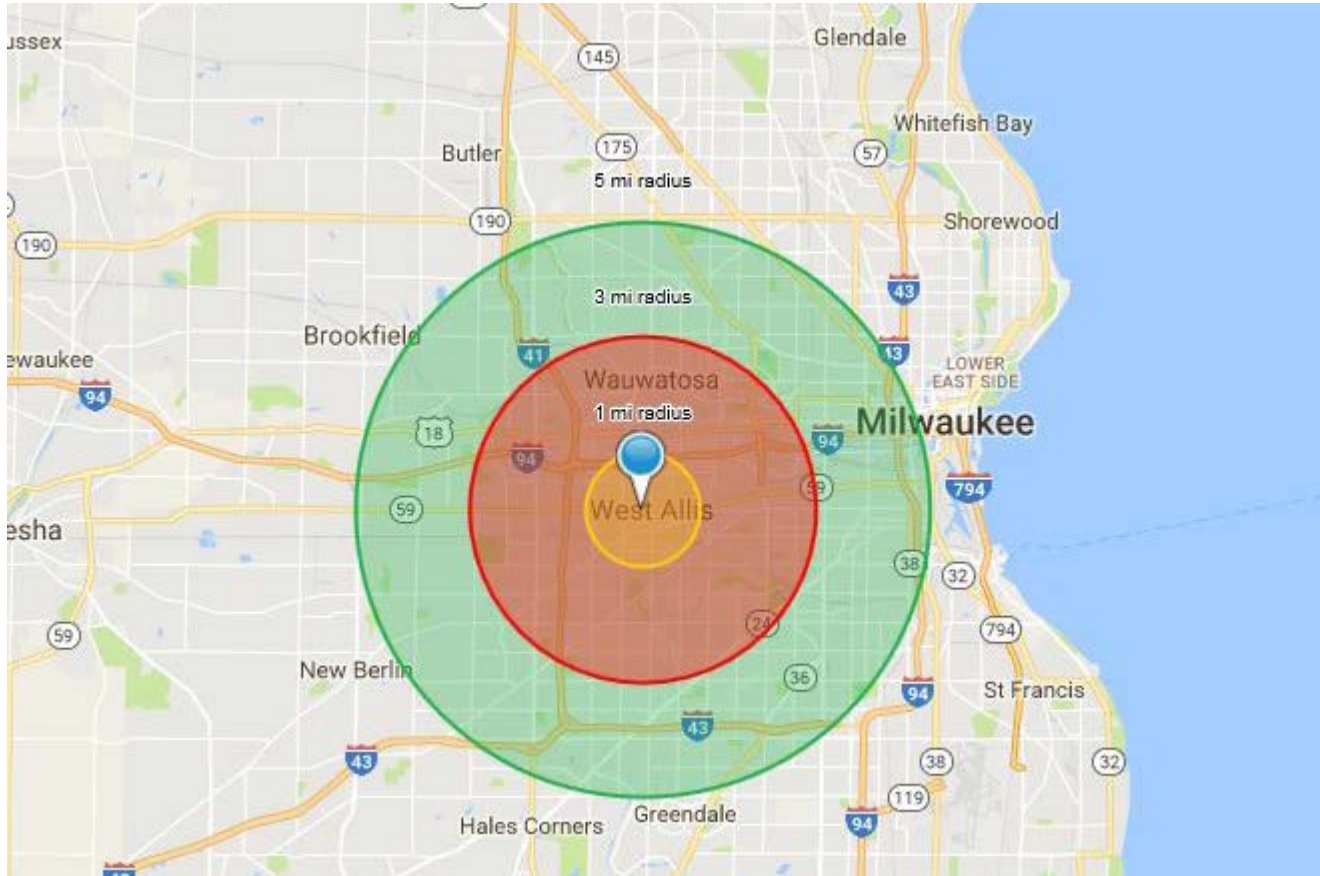 ussex
Glendale
145
Whitefish Bay
Butler
175
57
5 mi radius
190
Shorewood
190
43
3 mi radius
Brookfield
41
43
ewaukee
LOWER
EAST SIDE
Wauwatosa
94
1 mi radius
18
94
Milwaukee
94
59
794
59
West Allis
esha
38
32
24
59
794
New Berlin
36
94
St Francis
43
43
38
32
119
Hales Corners
Greendale
94